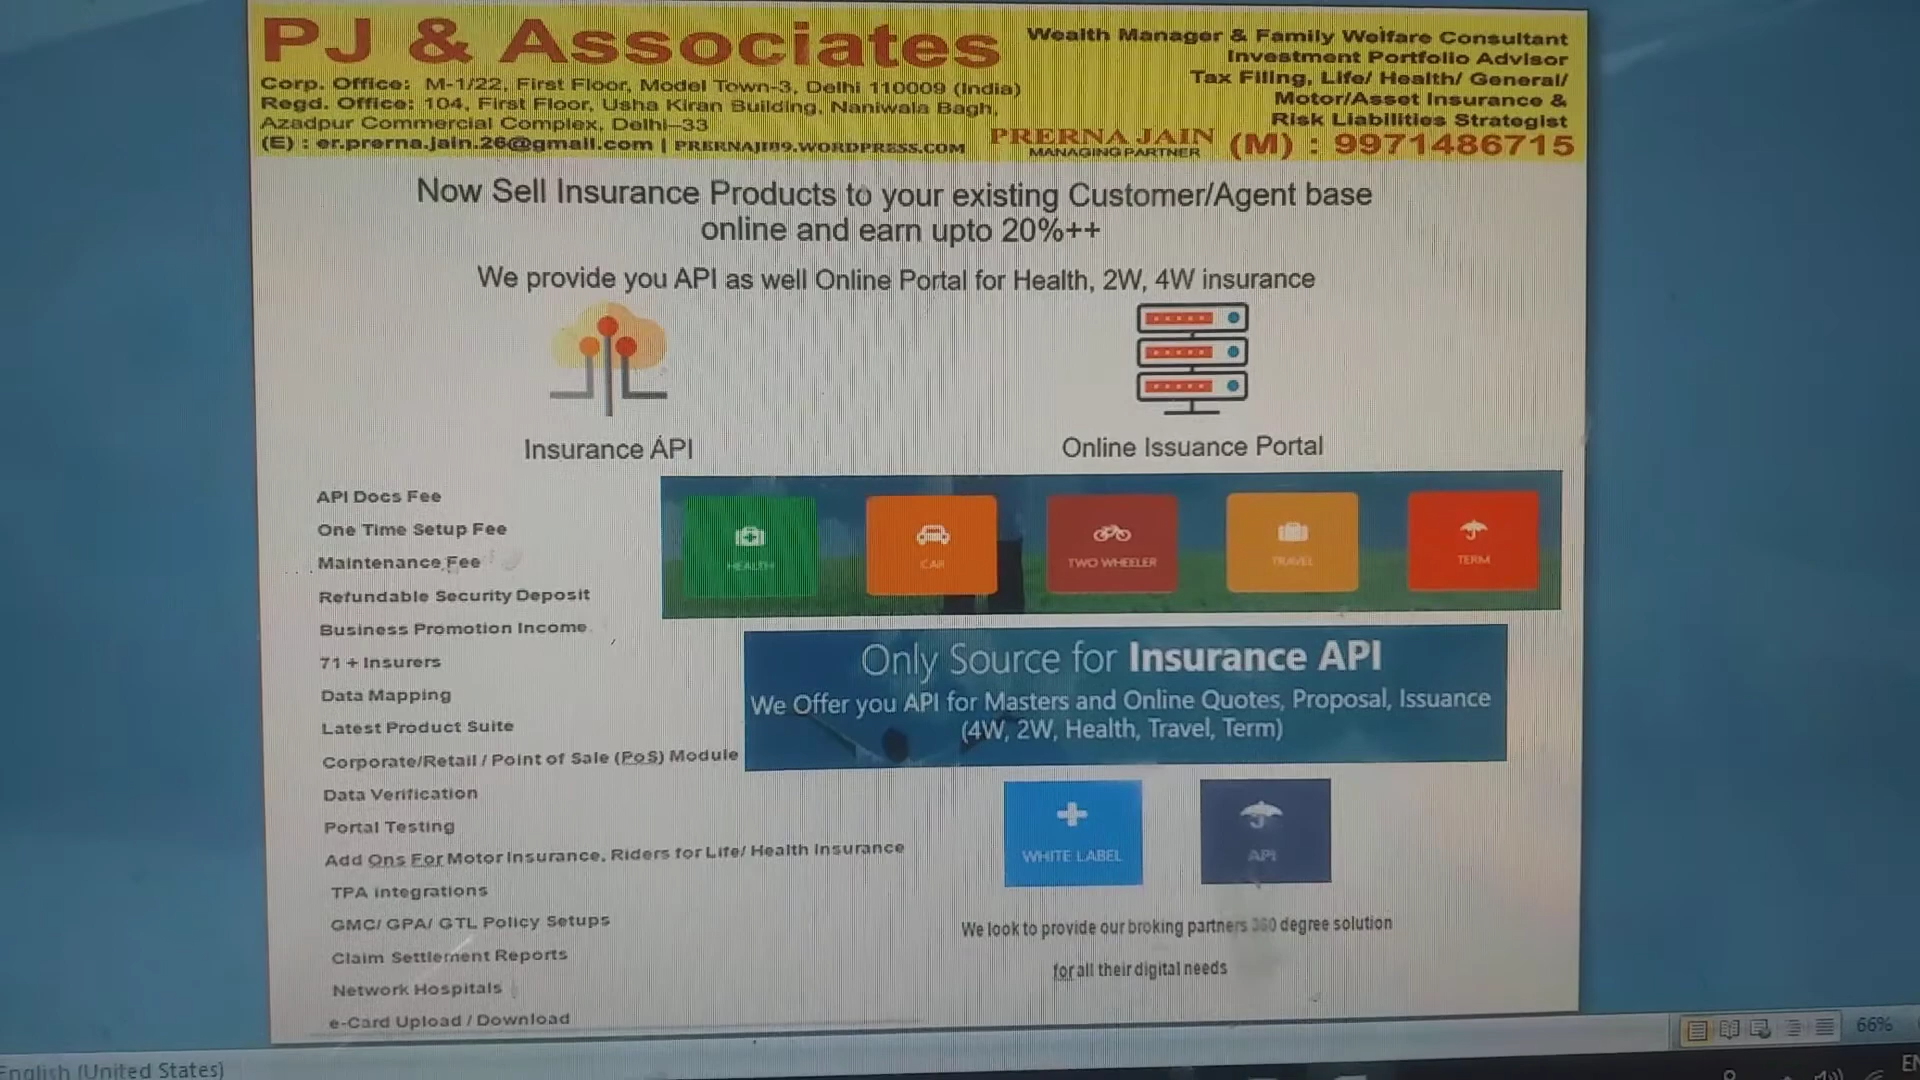 PJ & Associates
Corp. Office: M-1/22, First Floor, Model Town-3, Delhi 110009 (India)
Regd. Office: 104, First Floor, Usha Kiran Building, Naniwala Bagh,
Azadpur Commercial Complex, Delhi-33
(E) : er.prerna.jain.26@gmail.com |
Wealth Manager & Family Welfare Consultant
Investment Portfolio Advisor
Tax Filing, Life/ Health/ General/
Motor/Asset Insurance &
Risk Liabilities Strategist
PRERNA JAIN
MANAGING PARTNER
(M) : 9971486715
Now Sell Insurance Products to your existing Customer/Agent base
online and earn upto 20%++
We provide you API as well Online Portal for Health, 2W, 4W insurance
Insurance API
Online Issuance Portal
API Docs Fee
One Time Setup Fee
Maintenance Fee
Refundable Security Deposit
Business Promotion Income
71 + Insurers
Data Mapping
Latest Product Suite
Corporate/Retail / Point of Sale (PoS) Module
Data Verification
Portal Testing
Add Ons For Motor Insurance, Riders for Life/ Health Insurance
TPA integrations
GMC/ GPA/ GTL Policy Setups
Claim Settlement Reports
Network Hospitals
e-Card Upload / Download
HEALTH
CAR
TWO WHEELER
TRAVEL
TERM
Only Source for Insurance API
We Offer you API for Masters and Online Quotes, Proposal, Issuance
(4W, 2W, Health, Travel, Term)
WHITE LABEL
API
We look to provide our broking partners 360 degree solution
for all their digital needs
English (United States)
66%